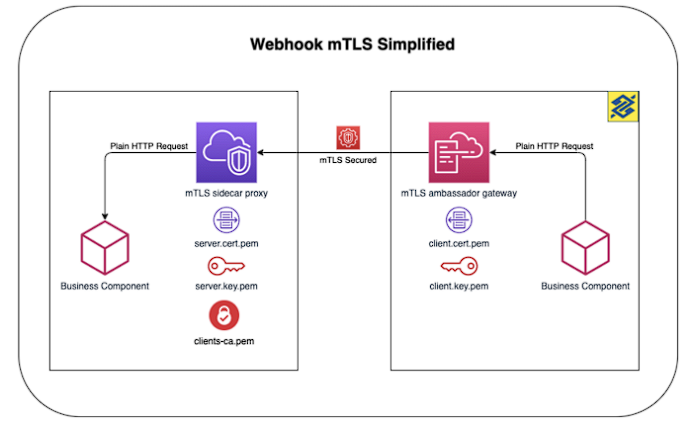 Webhook mTLS Simplified
Plain HTTP Request
mTLS Secured
Plain HTTP Request
mTLS sidecar proxy
mTLS ambassador gateway
server.cert.pem
client.cert.pem
Business Component
server.key.pem
client.key.pem
Business Component
clients-ca.pem